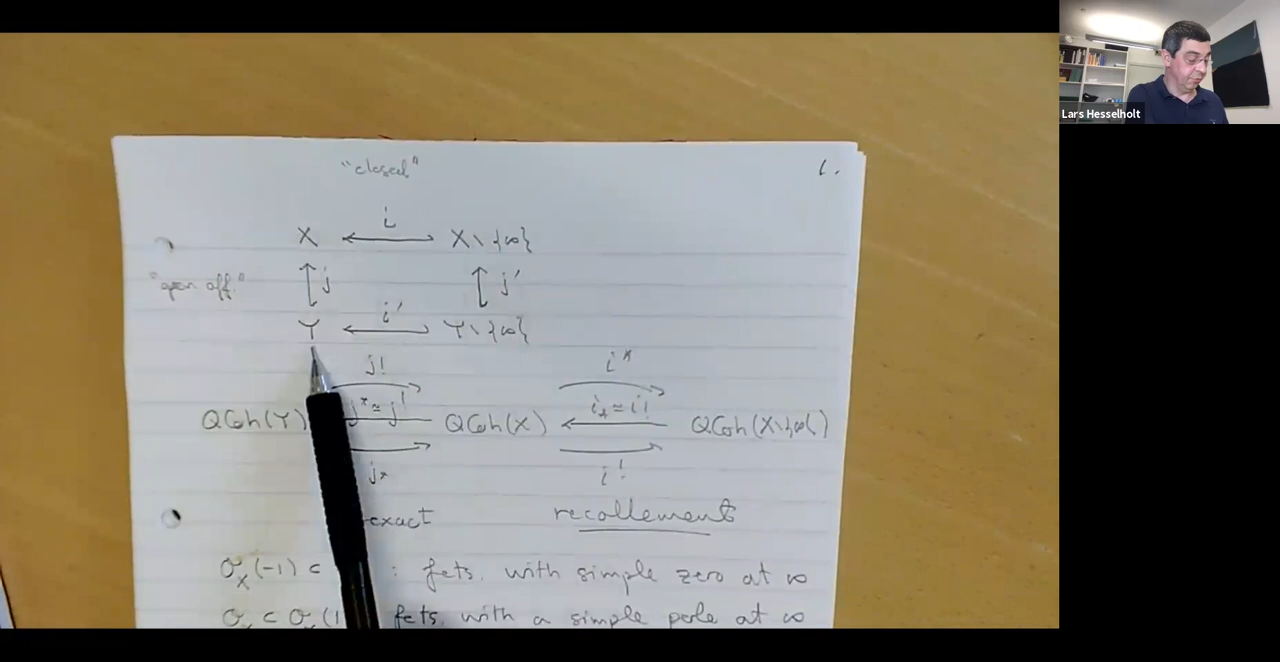 "closed" 1.
X ← i X \ {∞}
"open aff." ↑ j ↑ j'
Y ← i' Y \ {∞}
j! i*
QCoh(Y) j* ≃ j! QCoh(X) i* ≃ i! QCoh(X\{∞})
j* i!
exact recollement
O_X(-1) ⊂ : fcts. with simple zero at ∞
⊂ fcts. with a simple pole at ∞
Lars Hesselholt